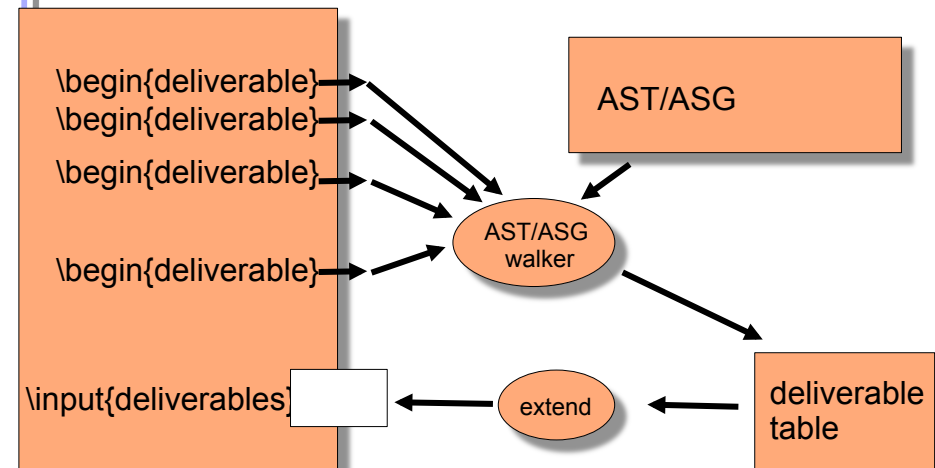 \begin{deliverable}
\begin{deliverable}
\begin{deliverable}
\begin{deliverable}
\input{deliverables}
AST/ASG
AST/ASG
walker
extend
deliverable
table